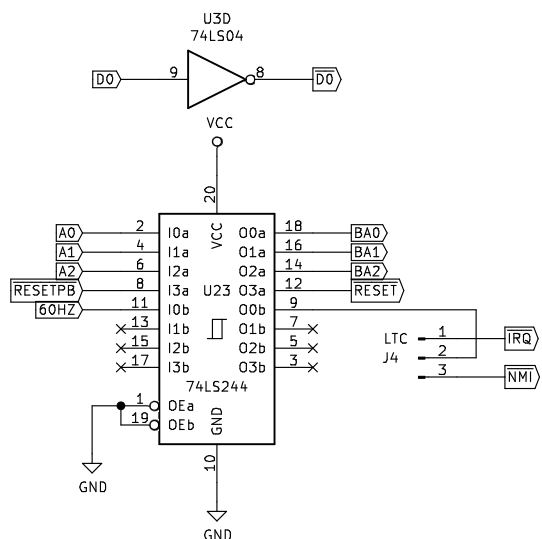 U3D
74LS04
D0 9 8 D0
VCC
20
VCC
A0 2 I0a O0a 18 BA0
A1 4 I1a O1a 16 BA1
A2 6 I2a O2a 14 BA2
RESETPB 8 I3a U23 O3a 12 RESET
60HZ 11 I0b O0b 9
13 I1b O1b 7
15 I2b O2b 5
17 I3b O3b 3
LTC 1 IRQ
J4 2
3 NMI
74LS244
1 OEa
19 OEb
GND
10
GND
GND